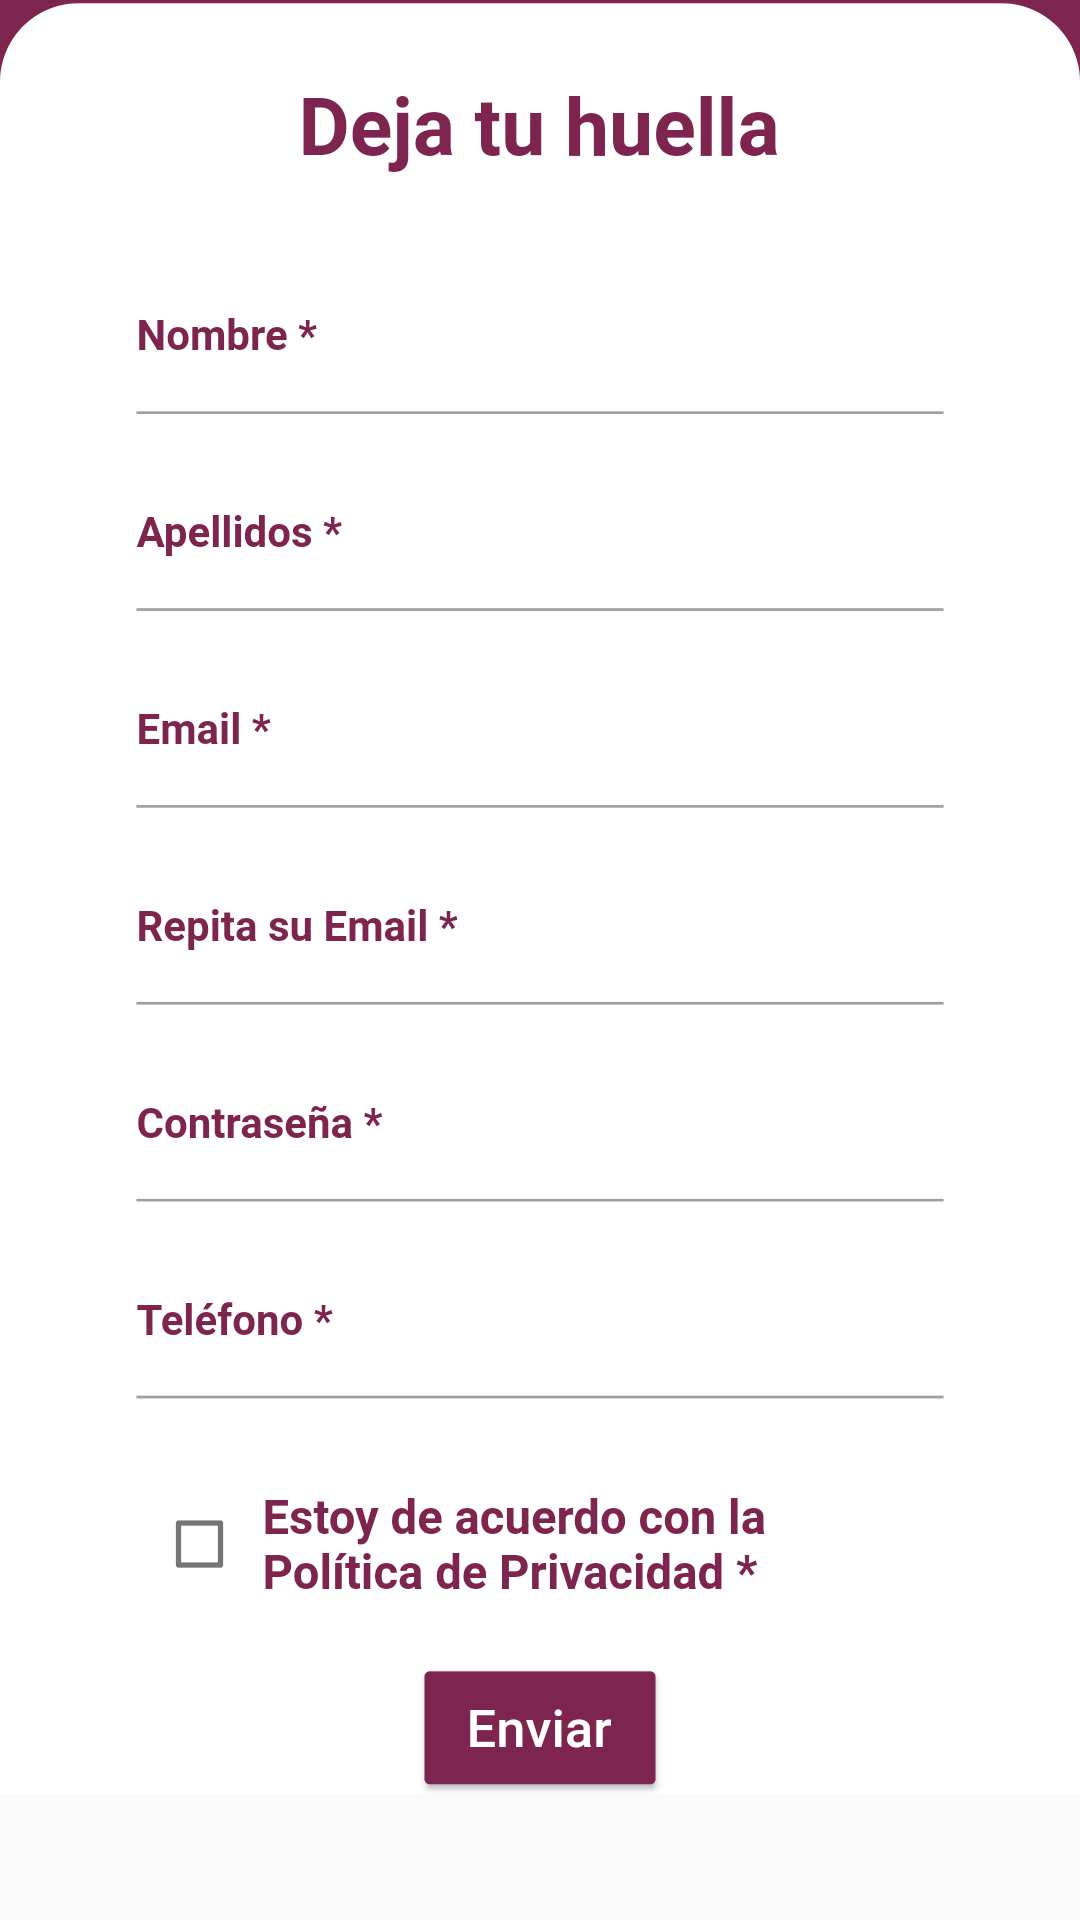 Deja tu huella
Nombre *
Apellidos *
Email *
Repita su Email *
Contraseña *
Teléfono *
Estoy de acuerdo con la
Política de Privacidad *
Enviar